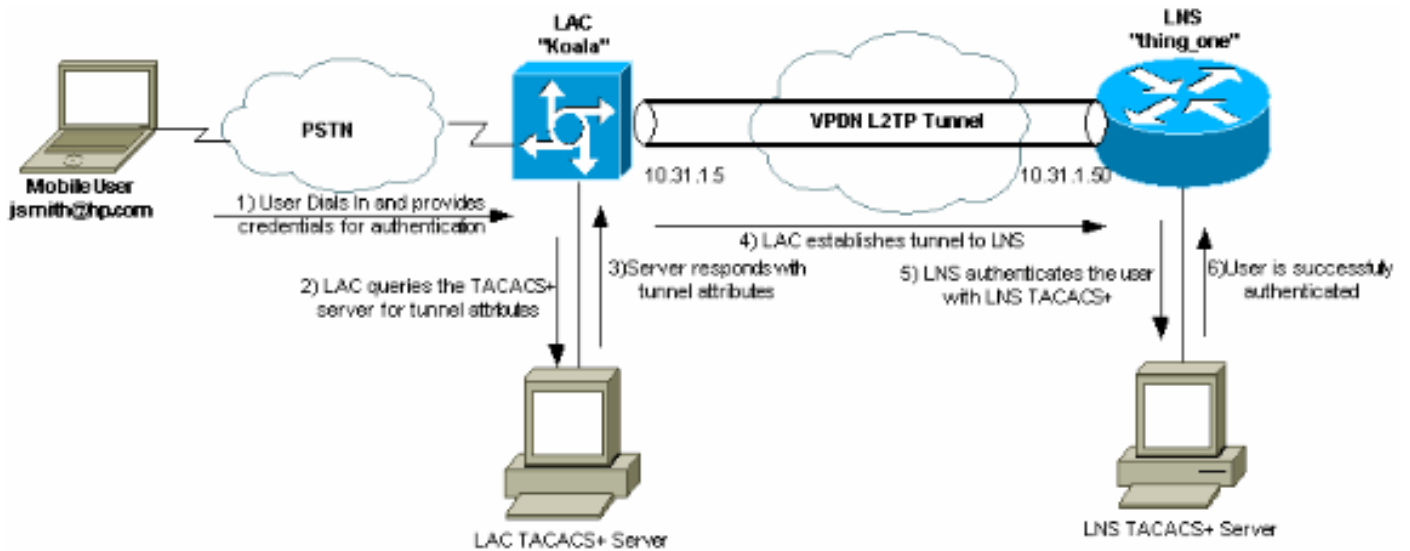 LAC
"Koala"
LNS
"thing_one"
PSTN
VPDN L2TP Tunnel
10.31.1.5
10.31.1.50
Mobile User
jsmith@hp.com
1) User Dials In and provides
credentials for authentication
2) LAC queries the TACACS+
server for tunnel attributes
3)Server responds with
tunnel attributes
4) LAC establishes tunnel to LNS
5) LNS authenticates the user
with LNS TACACS+
6)User is successfuly
authenticated
LAC TACACS+ Server
LNS TACACS+ Server